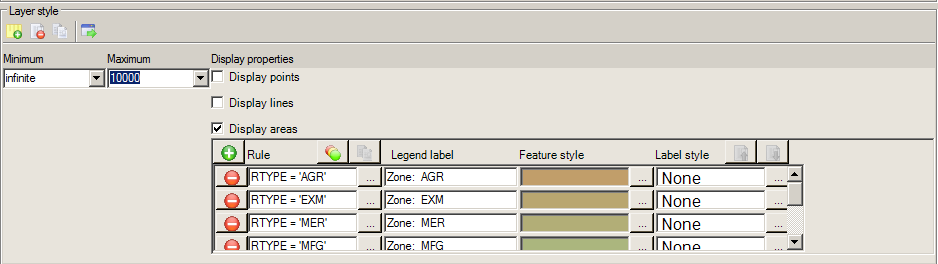 Layer style
Minimum Maximum Display properties
infinite 10000 Display points
Display lines
Display areas
Rule Legend label Feature style Label style
RTYPE = 'AGR' ... Zone: AGR ... None ...
RTYPE = 'EXM' ... Zone: EXM ... None ...
RTYPE = 'MER' ... Zone: MER ... None ...
RTYPE = 'MFG' ... Zone: MFG ... None ...